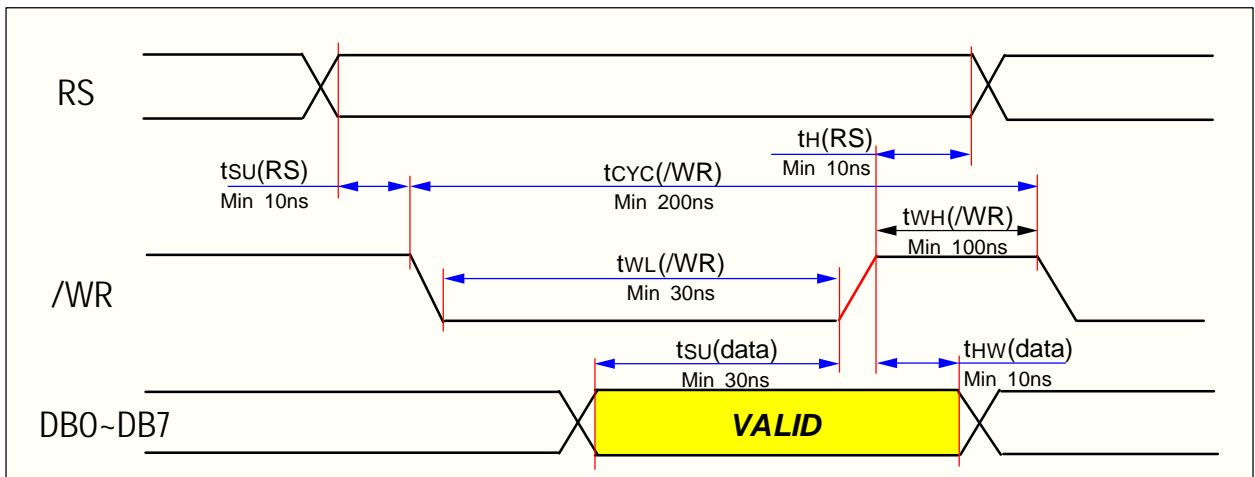 RS
tH(RS)
Min 10ns
tSU(RS)
Min 10ns
tCYC(/WR)
Min 200ns
tWH(/WR)
Min 100ns
/WR
tWL(/WR)
Min 30ns
tSU(data)
Min 30ns
tHW(data)
Min 10ns
DB0~DB7
VALID